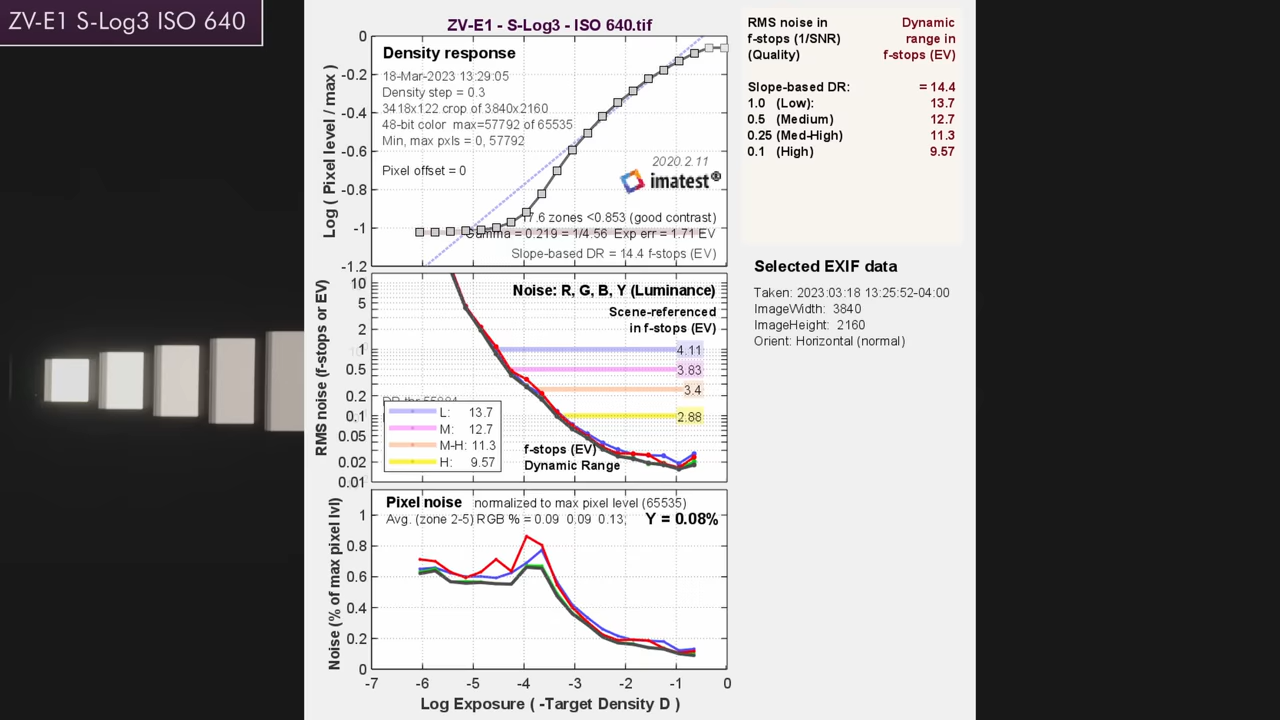 ZV-E1 S-Log3 ISO 640
ZV-E1 - S-Log3 - ISO 640.tif
Density response
18-Mar-2023 13:29:05
Density step = 0.3
3418x122 crop of 3840x2160
48-bit color  max=57792 of 65535
Min, max pxls = 0, 57792
Pixel offset = 0
2020.2.11
imatest®
17.6 zones <0.853 (good contrast)
Gamma = 0.219 = 1/4.56  Exp err = 1.71 EV
Slope-based DR = 14.4 f-stops (EV)
Log ( Pixel level / max )
0
-0.2
-0.4
-0.6
-0.8
-1
-1.2
Noise: R, G, B, Y (Luminance)
Scene-referenced
in f-stops (EV)
4.11
3.83
3.4
2.88
L: 13.7
M: 12.7
M-H: 11.3
H: 9.57
f-stops (EV)
Dynamic Range
RMS noise (f-stops or EV)
10
5
2
1
0.5
0.2
0.1
0.05
0.02
0.01
Pixel noise normalized to max pixel level (65535)
Avg. (zone 2-5) RGB % = 0.09 0.09 0.13; Y = 0.08%
Noise (% of max pixel lvl)
1
0.8
0.6
0.4
0.2
0
-7 -6 -5 -4 -3 -2 -1 0
Log Exposure ( -Target Density D )
RMS noise in Dynamic
f-stops (1/SNR) range in
(Quality) f-stops (EV)
Slope-based DR: = 14.4
1.0 (Low): 13.7
0.5 (Medium) 12.7
0.25 (Med-High) 11.3
0.1 (High) 9.57
Selected EXIF data
Taken: 2023:03:18 13:25:52-04:00
ImageWidth: 3840
ImageHeight: 2160
Orient: Horizontal (normal)